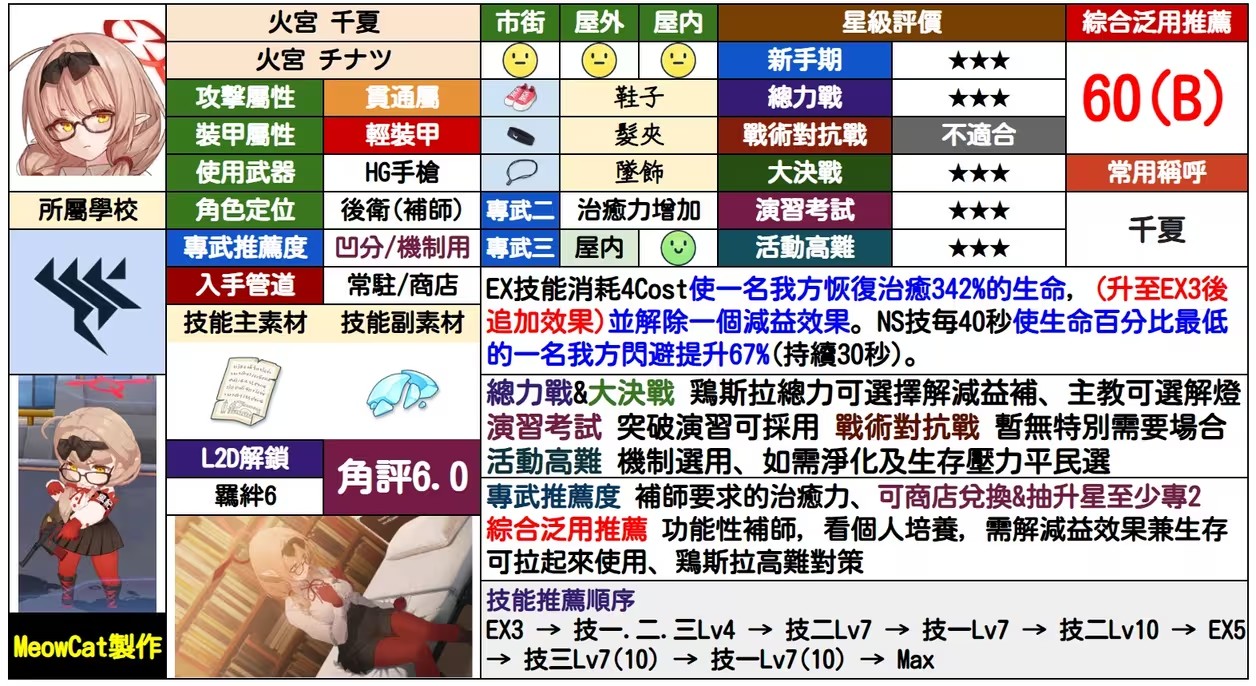 火宮 千夏
火宮 チナツ
攻擊屬性 貫通屬
裝甲屬性 輕裝甲
使用武器 HG手槍
角色定位 後衛(補師)
專武推薦度 凹分/機制用
入手管道 常駐/商店
技能主素材 技能副素材
L2D解鎖
羈絆6
角評6.0
所屬學校
MeowCat製作
市街 屋外 屋內
鞋子
髮夾
墜飾
專武二 治癒力增加
專武三 屋內
星級評價
新手期 ★★★
總力戰 ★★★
戰術對抗戰 不適合
大決戰 ★★★
演習考試 ★★★
活動高難 ★★★
綜合泛用推薦
60(B)
常用稱呼
千夏
EX技能消耗4Cost使一名我方恢復治癒342%的生命，(升至EX3後
追加效果)並解除一個減益效果。NS技每40秒使生命百分比最低
的一名我方閃避提升67%(持續30秒)。
總力戰&大決戰 鶏斯拉總力可選擇解減益補、主教可選解燈
演習考試 突破演習可採用 戰術對抗戰 暫無特別需要場合
活動高難 機制選用、如需淨化及生存壓力平民選
專武推薦度 補師要求的治癒力、可商店兌換&抽升星至少專2
綜合泛用推薦 功能性補師，看個人培養，需解減益效果兼生存
可拉起來使用、鶏斯拉高難對策
技能推薦順序
EX3 → 技一.二.三Lv4 → 技二Lv7 → 技一Lv7 → 技二Lv10 → EX5
→ 技三Lv7(10) → 技一Lv7(10) → Max